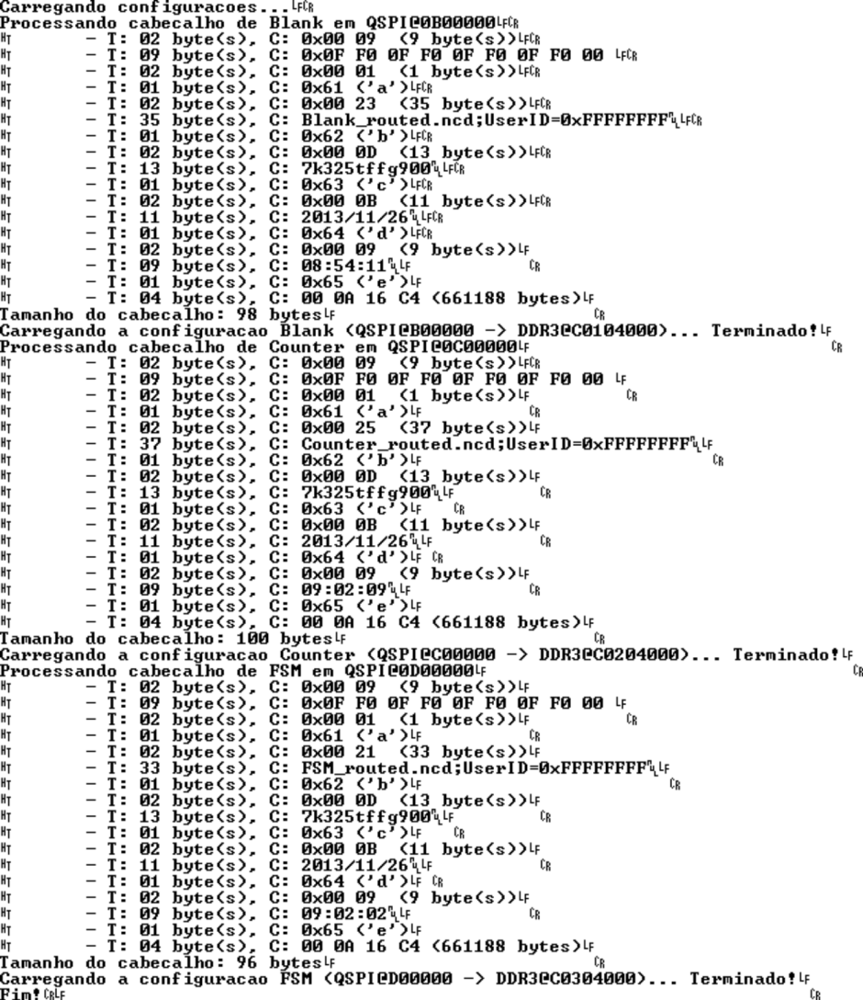 Carregando configuracoes...␊␍
Processando cabecalho de Blank em QSPI@0B00000␊␍
␉ - T: 02 byte(s), C: 0x00 09 (9 byte(s))␊␍
␉ - T: 09 byte(s), C: 0x0F F0 0F F0 0F F0 0F F0 00 ␊␍
␉ - T: 02 byte(s), C: 0x00 01 (1 byte(s))␊␍
␉ - T: 01 byte(s), C: 0x61 ('a')␊␍
␉ - T: 02 byte(s), C: 0x00 23 (35 byte(s))␊␍
␉ - T: 35 byte(s), C: Blank_routed.ncd;UserID=0xFFFFFFFF␀␊␍
␉ - T: 01 byte(s), C: 0x62 ('b')␊␍
␉ - T: 02 byte(s), C: 0x00 0D (13 byte(s))␊␍
␉ - T: 13 byte(s), C: 7k325tffg900␀␊␍
␉ - T: 01 byte(s), C: 0x63 ('c')␊␍
␉ - T: 02 byte(s), C: 0x00 0B (11 byte(s))␊␍
␉ - T: 11 byte(s), C: 2013/11/26␀␊␍
␉ - T: 01 byte(s), C: 0x64 ('d')␊␍
␉ - T: 02 byte(s), C: 0x00 09 (9 byte(s))␊
␉ - T: 09 byte(s), C: 08:54:11␀␊ ␍
␉ - T: 01 byte(s), C: 0x65 ('e')␊
␉ - T: 04 byte(s), C: 00 0A 16 C4 (661188 bytes)␊
Tamanho do cabecalho: 98 bytes␊ ␍
Carregando a configuracao Blank (QSPI@B00000 -> DDR3@C0104000)... Terminado!␊
Processando cabecalho de Counter em QSPI@0C00000␊ ␍
␉ - T: 02 byte(s), C: 0x00 09 (9 byte(s))␊␍
␉ - T: 09 byte(s), C: 0x0F F0 0F F0 0F F0 0F F0 00 ␊
␉ - T: 02 byte(s), C: 0x00 01 (1 byte(s))␊ ␍
␉ - T: 01 byte(s), C: 0x61 ('a')␊ ␍
␉ - T: 02 byte(s), C: 0x00 25 (37 byte(s))␊
␉ - T: 37 byte(s), C: Counter_routed.ncd;UserID=0xFFFFFFFF␀␊
␉ - T: 01 byte(s), C: 0x62 ('b')␊ ␍
␉ - T: 02 byte(s), C: 0x00 0D (13 byte(s))␊
␉ - T: 13 byte(s), C: 7k325tffg900␀␊ ␍
␉ - T: 01 byte(s), C: 0x63 ('c')␊ ␍
␉ - T: 02 byte(s), C: 0x00 0B (11 byte(s))␊
␉ - T: 11 byte(s), C: 2013/11/26␀␊ ␍
␉ - T: 01 byte(s), C: 0x64 ('d')␊ ␍
␉ - T: 02 byte(s), C: 0x00 09 (9 byte(s))␊
␉ - T: 09 byte(s), C: 09:02:09␀␊ ␍
␉ - T: 01 byte(s), C: 0x65 ('e')␊
␉ - T: 04 byte(s), C: 00 0A 16 C4 (661188 bytes)␊
Tamanho do cabecalho: 100 bytes␊ ␍
Carregando a configuracao Counter (QSPI@C00000 -> DDR3@C0204000)... Terminado!␊
Processando cabecalho de FSM em QSPI@0D00000␊ ␍
␉ - T: 02 byte(s), C: 0x00 09 (9 byte(s))␊
␉ - T: 09 byte(s), C: 0x0F F0 0F F0 0F F0 0F F0 00 ␊
␉ - T: 02 byte(s), C: 0x00 01 (1 byte(s))␊ ␍
␉ - T: 01 byte(s), C: 0x61 ('a')␊ ␍
␉ - T: 02 byte(s), C: 0x00 21 (33 byte(s))␊
␉ - T: 33 byte(s), C: FSM_routed.ncd;UserID=0xFFFFFFFF␀␊
␉ - T: 01 byte(s), C: 0x62 ('b')␊ ␍
␉ - T: 02 byte(s), C: 0x00 0D (13 byte(s))␊
␉ - T: 13 byte(s), C: 7k325tffg900␀␊ ␍
␉ - T: 01 byte(s), C: 0x63 ('c')␊ ␍
␉ - T: 02 byte(s), C: 0x00 0B (11 byte(s))␊
␉ - T: 11 byte(s), C: 2013/11/26␀␊ ␍
␉ - T: 01 byte(s), C: 0x64 ('d')␊ ␍
␉ - T: 02 byte(s), C: 0x00 09 (9 byte(s))␊
␉ - T: 09 byte(s), C: 09:02:02␀␊ ␍
␉ - T: 01 byte(s), C: 0x65 ('e')␊
␉ - T: 04 byte(s), C: 00 0A 16 C4 (661188 bytes)␊
Tamanho do cabecalho: 96 bytes␊ ␍
Carregando a configuracao FSM (QSPI@D00000 -> DDR3@C0304000)... Terminado!␊
Fim!␍␊ ␍